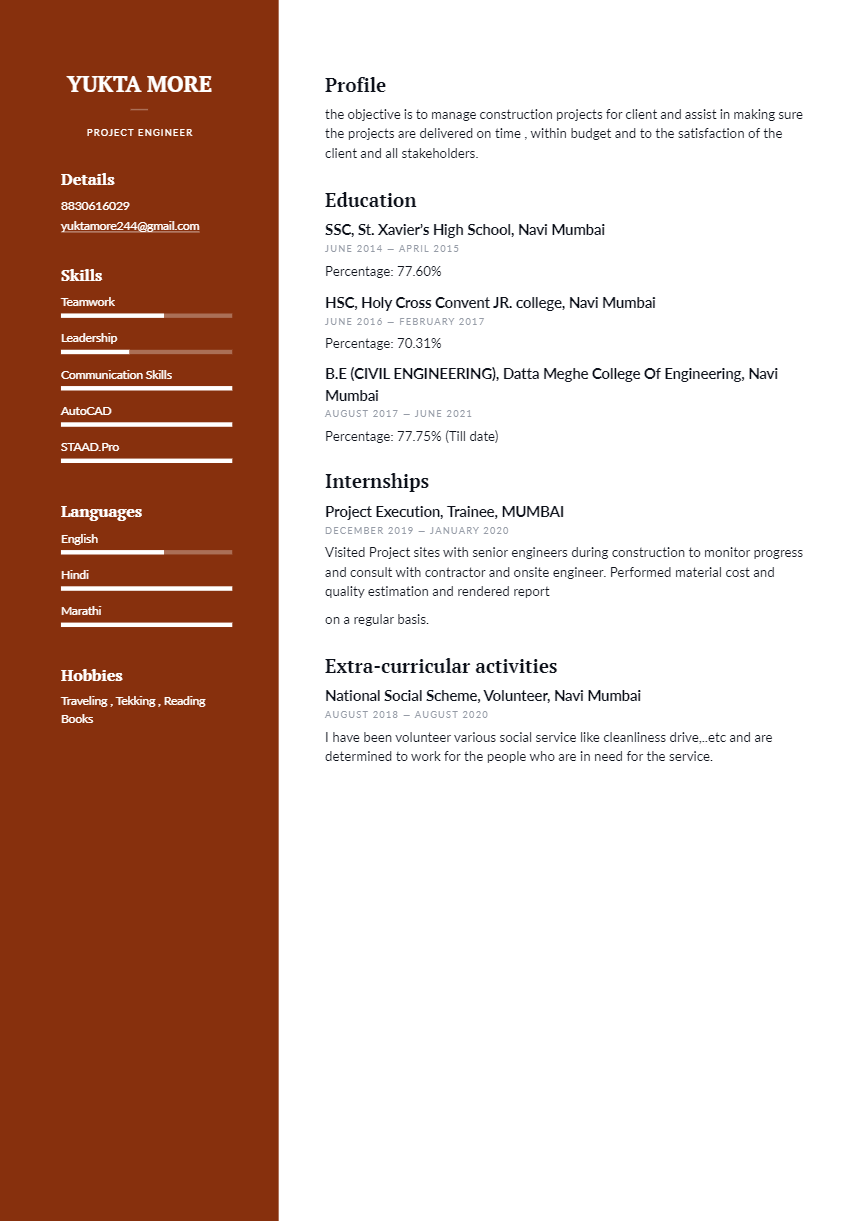 YUKTA MORE
PROJECT ENGINEER
Details
8830616029
yuktamore244@gmail.com
Skills
Teamwork
Leadership
Communication Skills
AutoCAD
STAAD.Pro
Languages
English
Hindi
Marathi
Hobbies
Traveling , Tekking , Reading
Books
Profile
the objective is to manage construction projects for client and assist in making sure
the projects are delivered on time , within budget and to the satisfaction of the
client and all stakeholders.
Education
SSC, St. Xavier's High School, Navi Mumbai
JUNE 2014 — APRIL 2015
Percentage: 77.60%
HSC, Holy Cross Convent JR. college, Navi Mumbai
JUNE 2016 — FEBRUARY 2017
Percentage: 70.31%
B.E (CIVIL ENGINEERING), Datta Meghe College Of Engineering, Navi
Mumbai
AUGUST 2017 — JUNE 2021
Percentage: 77.75% (Till date)
Internships
Project Execution, Trainee, MUMBAI
DECEMBER 2019 — JANUARY 2020
Visited Project sites with senior engineers during construction to monitor progress
and consult with contractor and onsite engineer. Performed material cost and
quality estimation and rendered report
on a regular basis.
Extra-curricular activities
National Social Scheme, Volunteer, Navi Mumbai
AUGUST 2018 — AUGUST 2020
I have been volunteer various social service like cleanliness drive,..etc and are
determined to work for the people who are in need for the service.